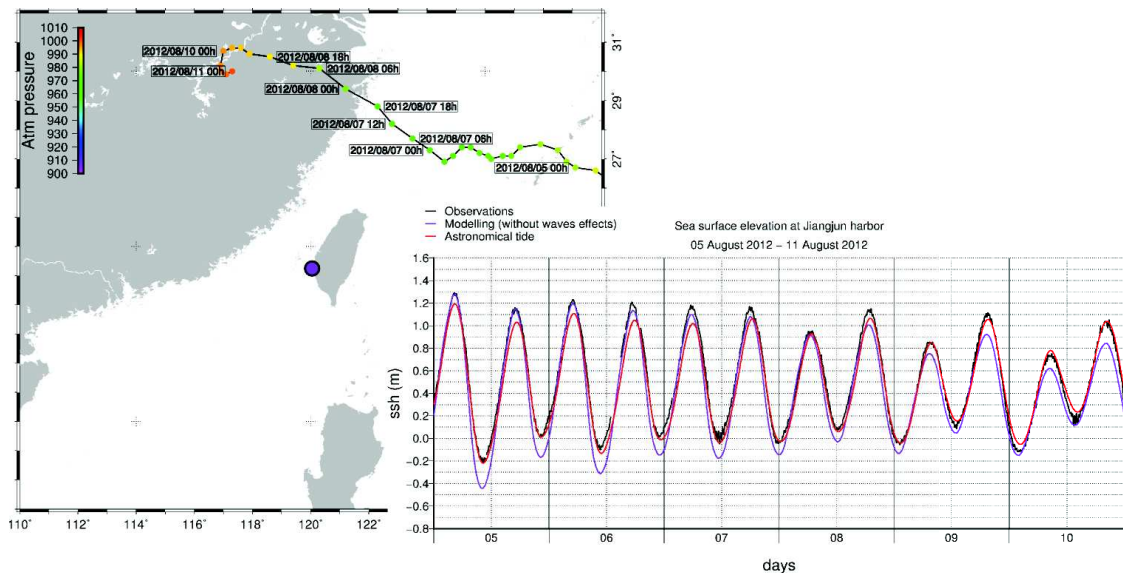 Atm pressure
1010
1000
990
980
970
960
950
940
930
920
910
900
2012/08/10 00h
2012/08/11 00h
2012/08/08 18h
2012/08/08 06h
2012/08/08 00h
2012/08/07 18h
2012/08/07 12h
2012/08/07 06h
2012/08/07 00h
2012/08/05 00h
31°
29°
27°
110° 112° 114° 116° 118° 120° 122°
Observations
Modelling (without waves effects)
Astronomical tide
Sea surface elevation at Jiangjun harbor
05 August 2012 – 11 August 2012
ssh (m)
1.6
1.4
1.2
1.0
0.8
0.6
0.4
0.2
0.0
−0.2
−0.4
−0.6
−0.8
05 06 07 08 09 10
days